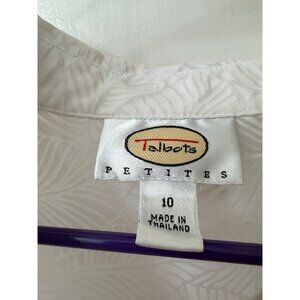 Talbots
PETITES
10
MADE IN
THAILAND